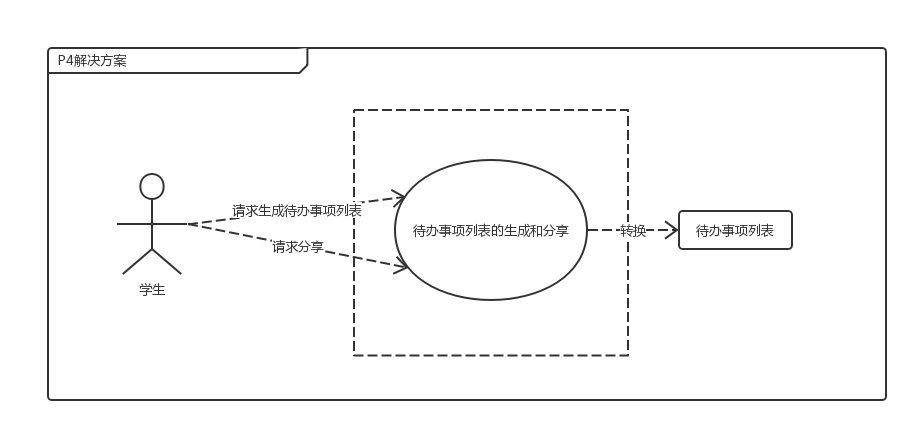 P4解决方案
请求生成待办事项列表
请求分享
待办事项列表的生成和分享
转换
待办事项列表
学生